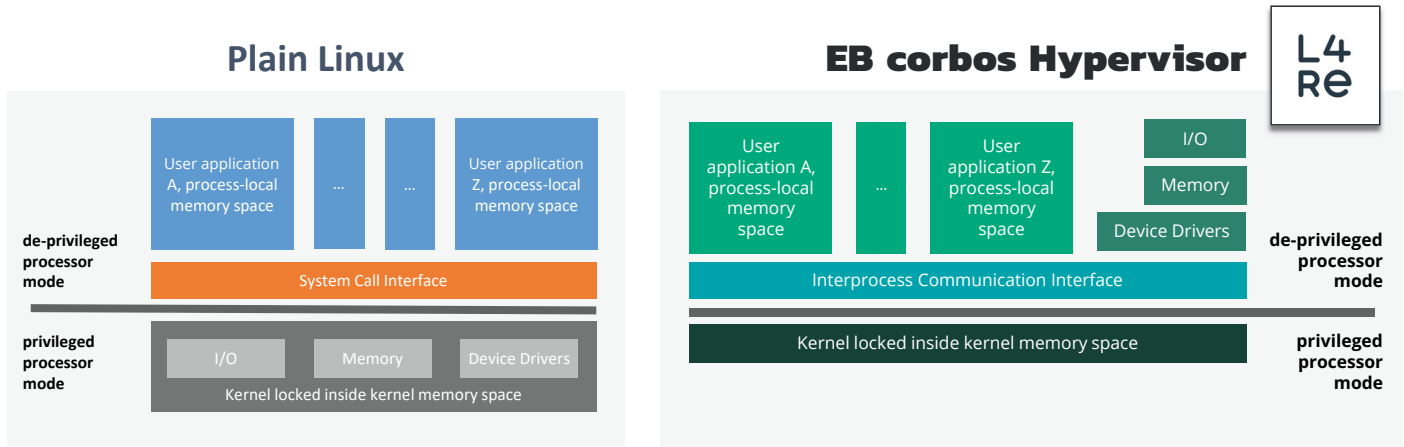 Plain Linux
User application
A, process-local
memory space
...
...
User application
Z, process-local
memory space
de-privileged
processor
mode
System Call Interface
privileged
processor
mode
I/O
Memory
Device Drivers
Kernel locked inside kernel memory space
EB corbos Hypervisor
L4
Re
User
application A,
process-local
memory
space
...
User
application Z,
process-local
memory
space
I/O
Memory
Device Drivers
de-privileged
processor
mode
Interprocess Communication Interface
Kernel locked inside kernel memory space
privileged
processor
mode